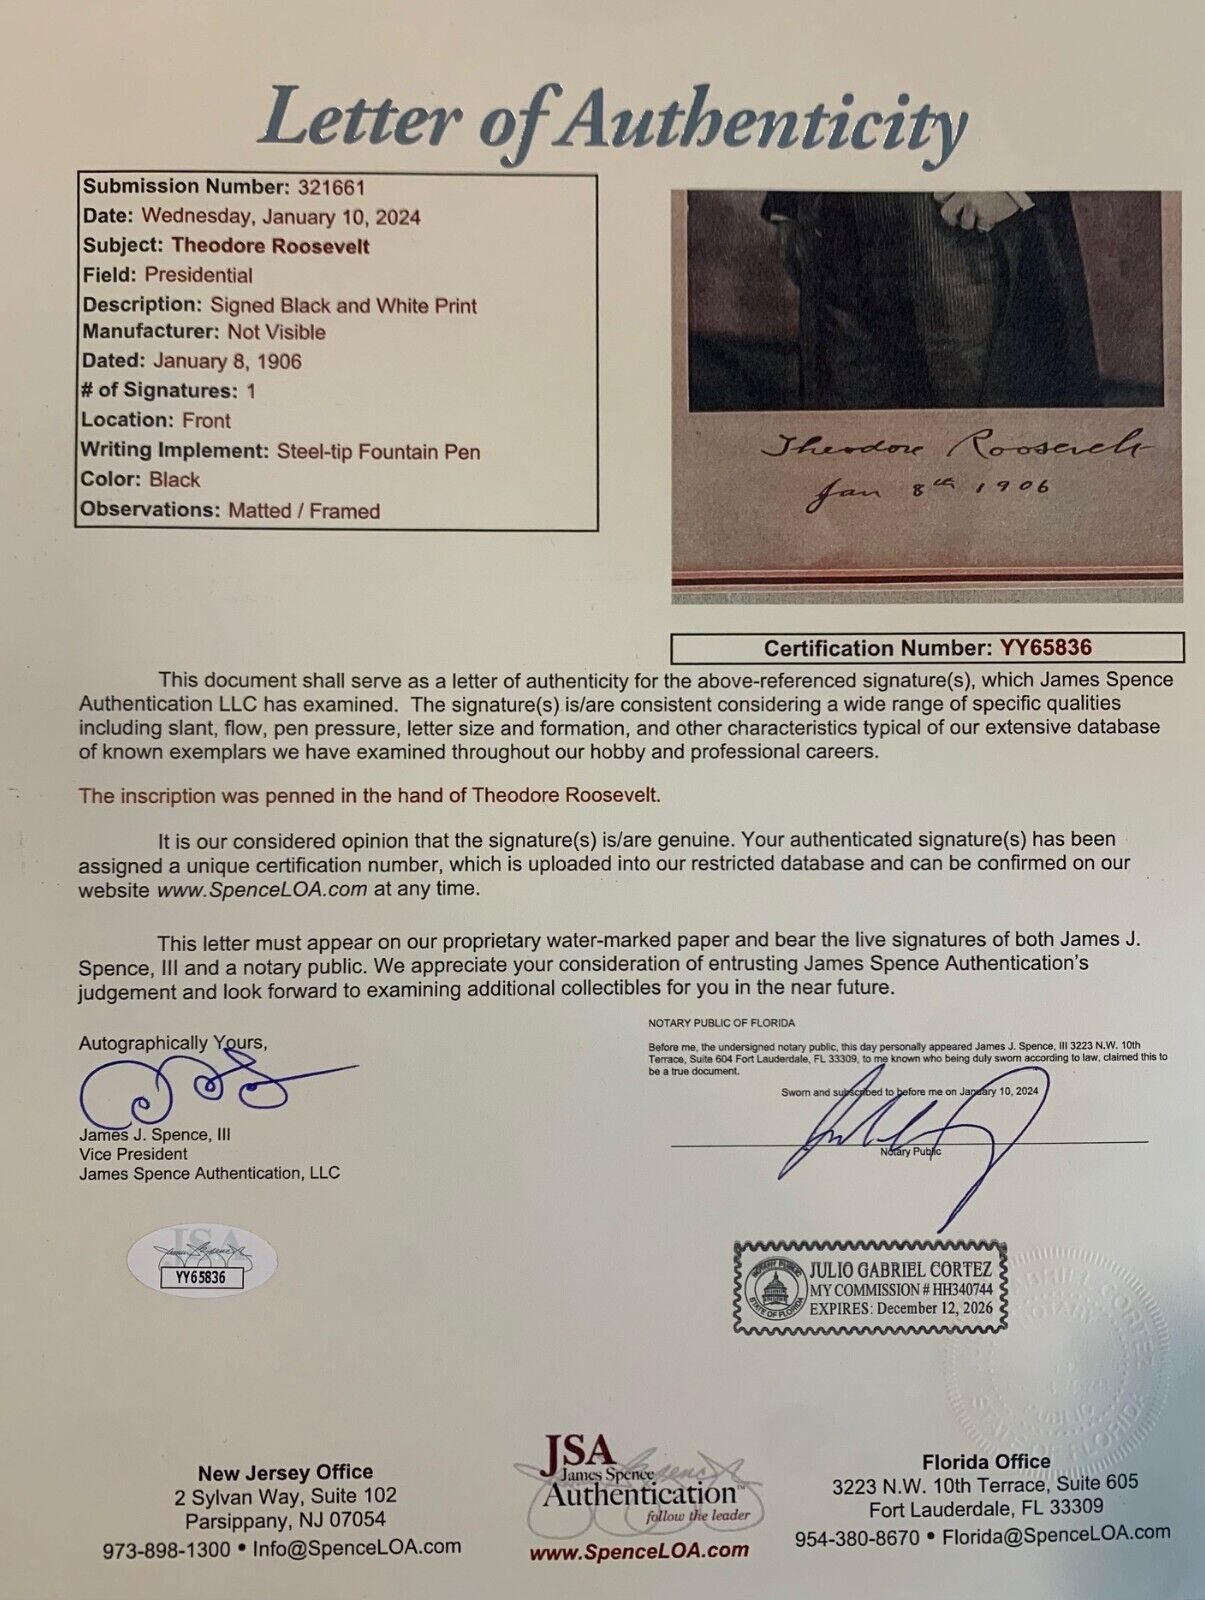 Letter of Authenticity
Submission Number: 321661
Date: Wednesday, January 10, 2024
Subject: Theodore Roosevelt
Field: Presidential
Description: Signed Black and White Print
Manufacturer: Not Visible
Dated: January 8, 1906
# of Signatures: 1
Location: Front
Writing Implement: Steel-tip Fountain Pen
Color: Black
Observations: Matted / Framed
Theodore Roosevelt
Jan 8th 1906
Certification Number: YY65836
This document shall serve as a letter of authenticity for the above-referenced signature(s), which James Spence
Authentication LLC has examined. The signature(s) is/are consistent considering a wide range of specific qualities
including slant, flow, pen pressure, letter size and formation, and other characteristics typical of our extensive database
of known exemplars we have examined throughout our hobby and professional careers.
The inscription was penned in the hand of Theodore Roosevelt.
It is our considered opinion that the signature(s) is/are genuine. Your authenticated signature(s) has been
assigned a unique certification number, which is uploaded into our restricted database and can be confirmed on our
website www.SpenceLOA.com at any time.
This letter must appear on our proprietary water-marked paper and bear the live signatures of both James J.
Spence, III and a notary public. We appreciate your consideration of entrusting James Spence Authentication's
judgement and look forward to examining additional collectibles for you in the near future.
Autographically Yours,
James J. Spence, III
Vice President
James Spence Authentication, LLC
NOTARY PUBLIC OF FLORIDA
Before me, the undersigned notary public, this day personally appeared James J. Spence, III 3223 N.W. 10th
Terrace, Suite 604 Fort Lauderdale, FL 33309, to me known who being duly sworn according to law, claimed this to
be a true document.
Sworn and subscribed to before me on January 10, 2024
Notary Public
JSA
YY65836
NOTARY PUBLIC
STATE OF FLORIDA
JULIO GABRIEL CORTEZ
MY COMMISSION # HH340744
EXPIRES: December 12, 2026
GABRIEL CORTEZ
NOTARY
PUBLIC
STATE OF FLORIDA
New Jersey Office
2 Sylvan Way, Suite 102
Parsippany, NJ 07054
973-898-1300 • Info@SpenceLOA.com
JSA
James Spence
Authentication™
follow the leader
www.SpenceLOA.com
Florida Office
3223 N.W. 10th Terrace, Suite 605
Fort Lauderdale, FL 33309
954-380-8670 • Florida@SpenceLOA.com